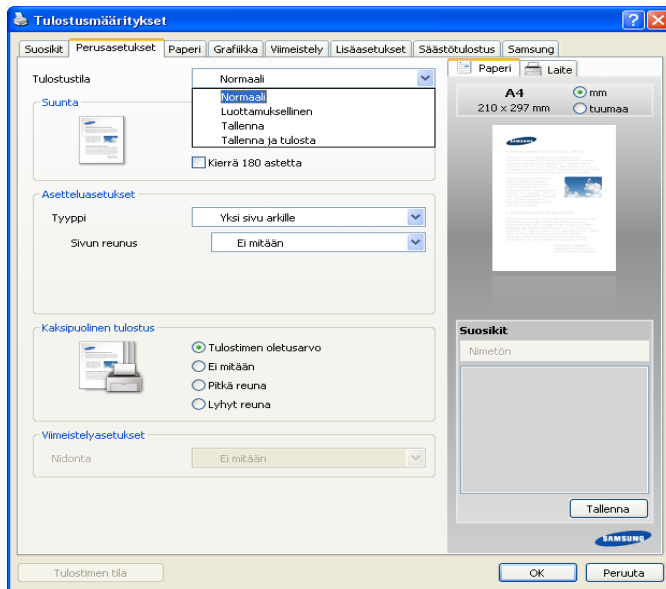 Tulostusmääritykset
Suosikit Perusasetukset Paperi Grafiikka Viimeistely Lisäasetukset Säästötulostus Samsung
Tulostustila Normaali
Normaali
Luottamuksellinen
Tallenna
Tallenna ja tulosta
Suunta
Kierrä 180 astetta
Asetteluasetukset
Tyyppi Yksi sivu arkille
Sivun reunus Ei mitään
Kaksipuolinen tulostus
Tulostimen oletusarvo
Ei mitään
Pitkä reuna
Lyhyt reuna
Viimeistelyasetukset
Nidonta Ei mitään
Paperi Laite
A4 mm
210 x 297 mm tuumaa
Suosikit
Nimetön
Tallenna
SAMSUNG
Tulostimen tila OK Peruuta